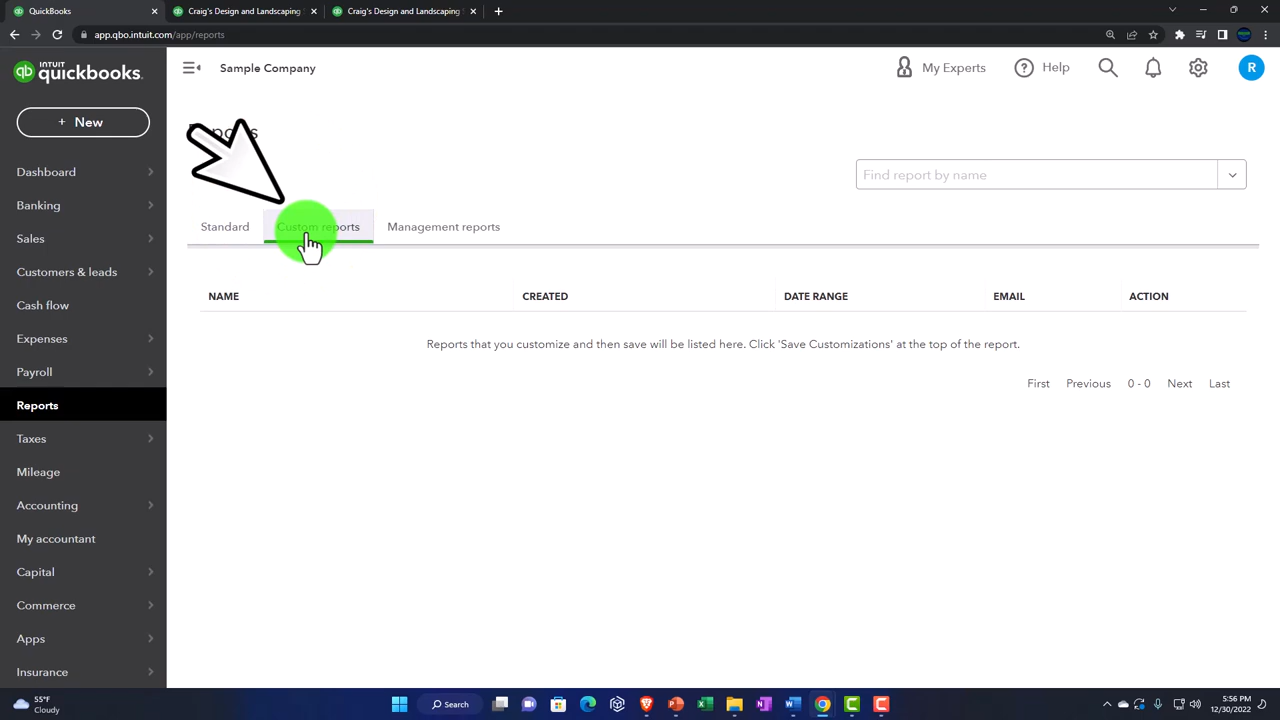 QuickBooks
Craig's Design and Landscaping
Craig's Design and Landscaping
app.qbo.intuit.com/app/reports
INTUIT
quickbooks.
Sample Company
My Experts
Help
R
+ New
Reports
Find report by name
Dashboard
Banking
Sales
Customers & leads
Cash flow
Expenses
Payroll
Reports
Taxes
Mileage
Accounting
My accountant
Capital
Commerce
Apps
Insurance
Standard
Custom reports
Management reports
NAME CREATED DATE RANGE EMAIL ACTION
Reports that you customize and then save will be listed here. Click 'Save Customizations' at the top of the report.
First Previous 0 - 0 Next Last
55°F
Cloudy
Search
5:56 PM
12/30/2022